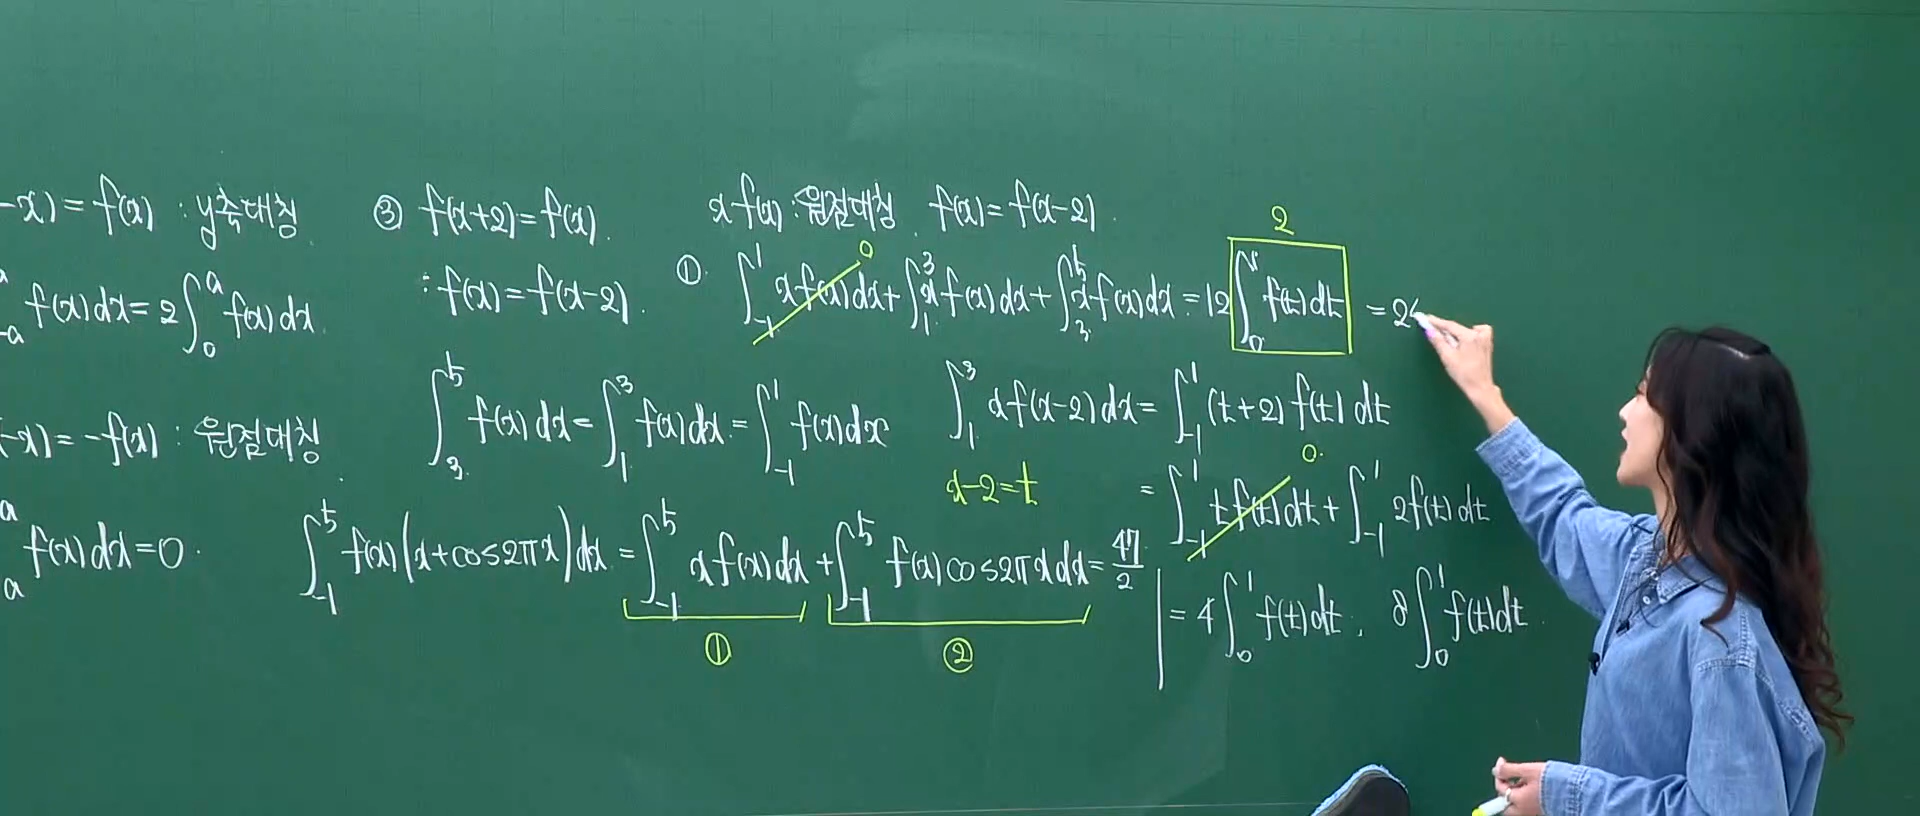 -x)=f(x) : y축대칭
∫_{-a}^{a} f(x)dx=2∫_0^a f(x)dx.
(-x)=-f(x) : 원점대칭.
f(x)dx=0.
③ f(x+2)=f(x).
∴f(x)=f(x-2).
∫_3^5 f(x)dx=∫_1^3 f(x)dx=∫_{-1}^1 f(x)dx
∫_{-1}^5 f(x)(x+cos2πx)dx=∫_{-1}^5 xf(x)dx+∫_{-1}^5 f(x)cos2πxdx=47/2
① ②
xf(x):원점대칭. f(x)=f(x-2).
①. ∫_{-1}^1 xf(x)dx+∫_1^3 xf(x)dx+∫_3^5 xf(x)dx=12∫_0^1 f(t)dt =24
0 2
∫_1^3 xf(x-2)dx=∫_{-1}^1 (t+2)f(t)dt
x-2=t
0.
=∫_{-1}^1 tf(t)dt+∫_{-1}^1 2f(t)dt
=4∫_0^1 f(t)dt, 8∫_0^1 f(t)dt.